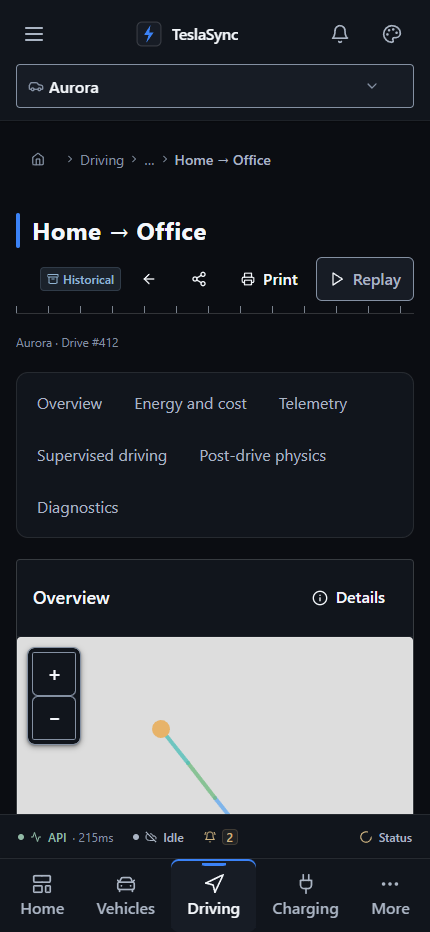 TeslaSync
Aurora
Driving ... Home → Office
Home → Office
Historical Print Replay
Aurora · Drive #412
Overview Energy and cost Telemetry
Supervised driving Post-drive physics
Diagnostics
Overview Details
+
−
API · 215ms Idle 2 Status
Home Vehicles Driving Charging More